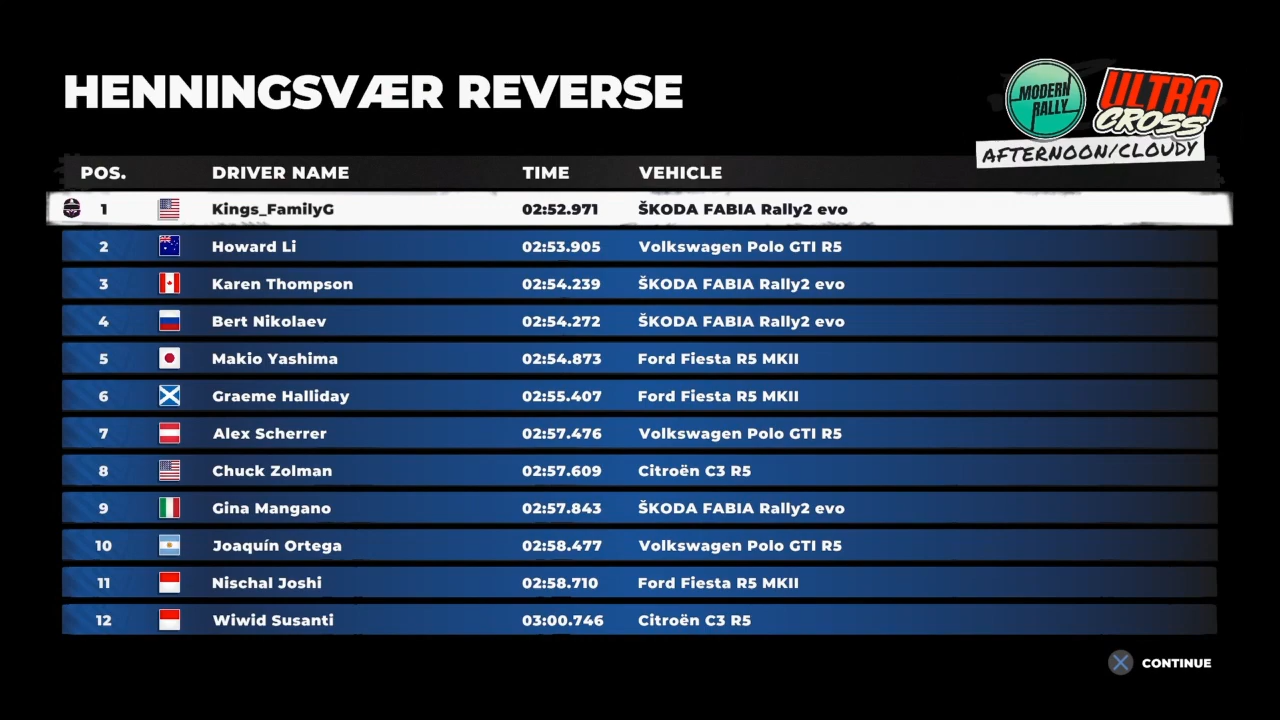 HENNINGSVÆR REVERSE
MODERN RALLY
ULTRA CROSS
AFTERNOON/CLOUDY
POS. DRIVER NAME TIME VEHICLE
1 Kings_FamilyG 02:52.971 ŠKODA FABIA Rally2 evo
2 Howard Li 02:53.905 Volkswagen Polo GTI R5
3 Karen Thompson 02:54.239 ŠKODA FABIA Rally2 evo
4 Bert Nikolaev 02:54.272 ŠKODA FABIA Rally2 evo
5 Makio Yashima 02:54.873 Ford Fiesta R5 MKII
6 Graeme Halliday 02:55.407 Ford Fiesta R5 MKII
7 Alex Scherrer 02:57.476 Volkswagen Polo GTI R5
8 Chuck Zolman 02:57.609 Citroën C3 R5
9 Gina Mangano 02:57.843 ŠKODA FABIA Rally2 evo
10 Joaquín Ortega 02:58.477 Volkswagen Polo GTI R5
11 Nischal Joshi 02:58.710 Ford Fiesta R5 MKII
12 Wiwid Susanti 03:00.746 Citroën C3 R5
CONTINUE